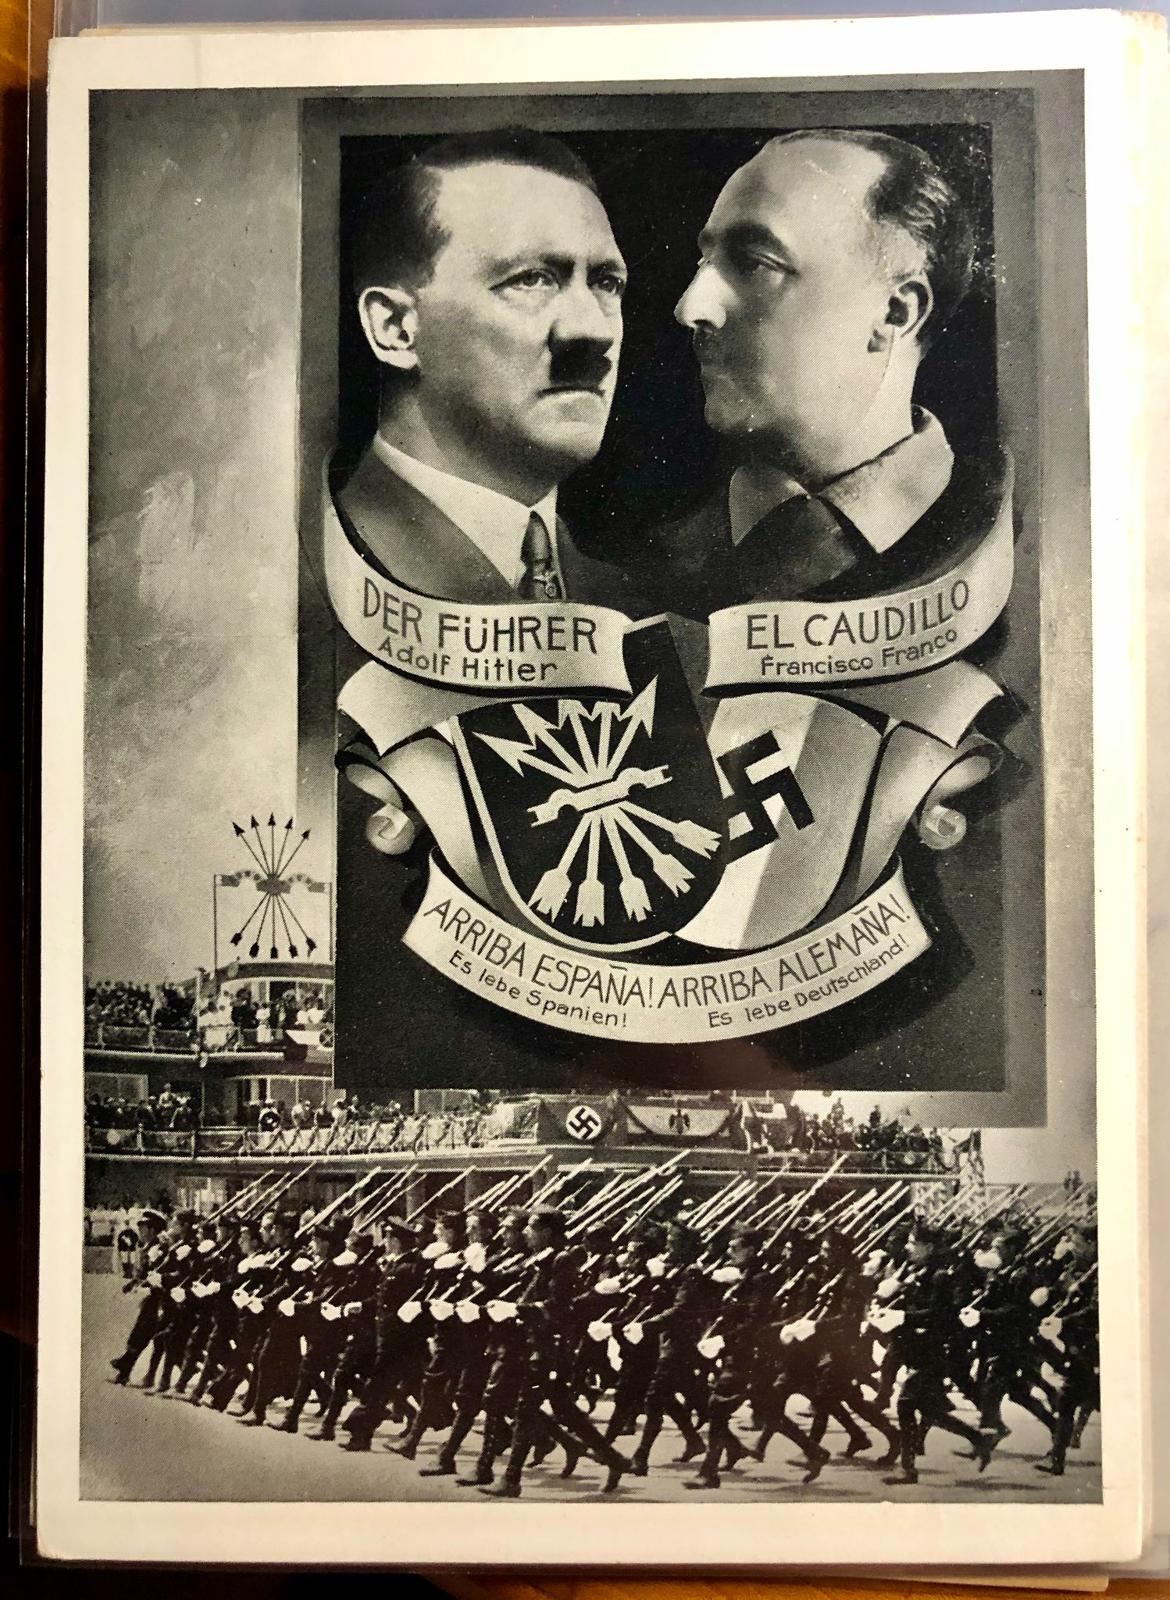 DER FÜHRER
Adolf Hitler
EL CAUDILLO
Francisco Franco
ARRIBA ESPAÑA! ARRIBA ALEMAÑA!
Es lebe Spanien! Es lebe Deutschland!